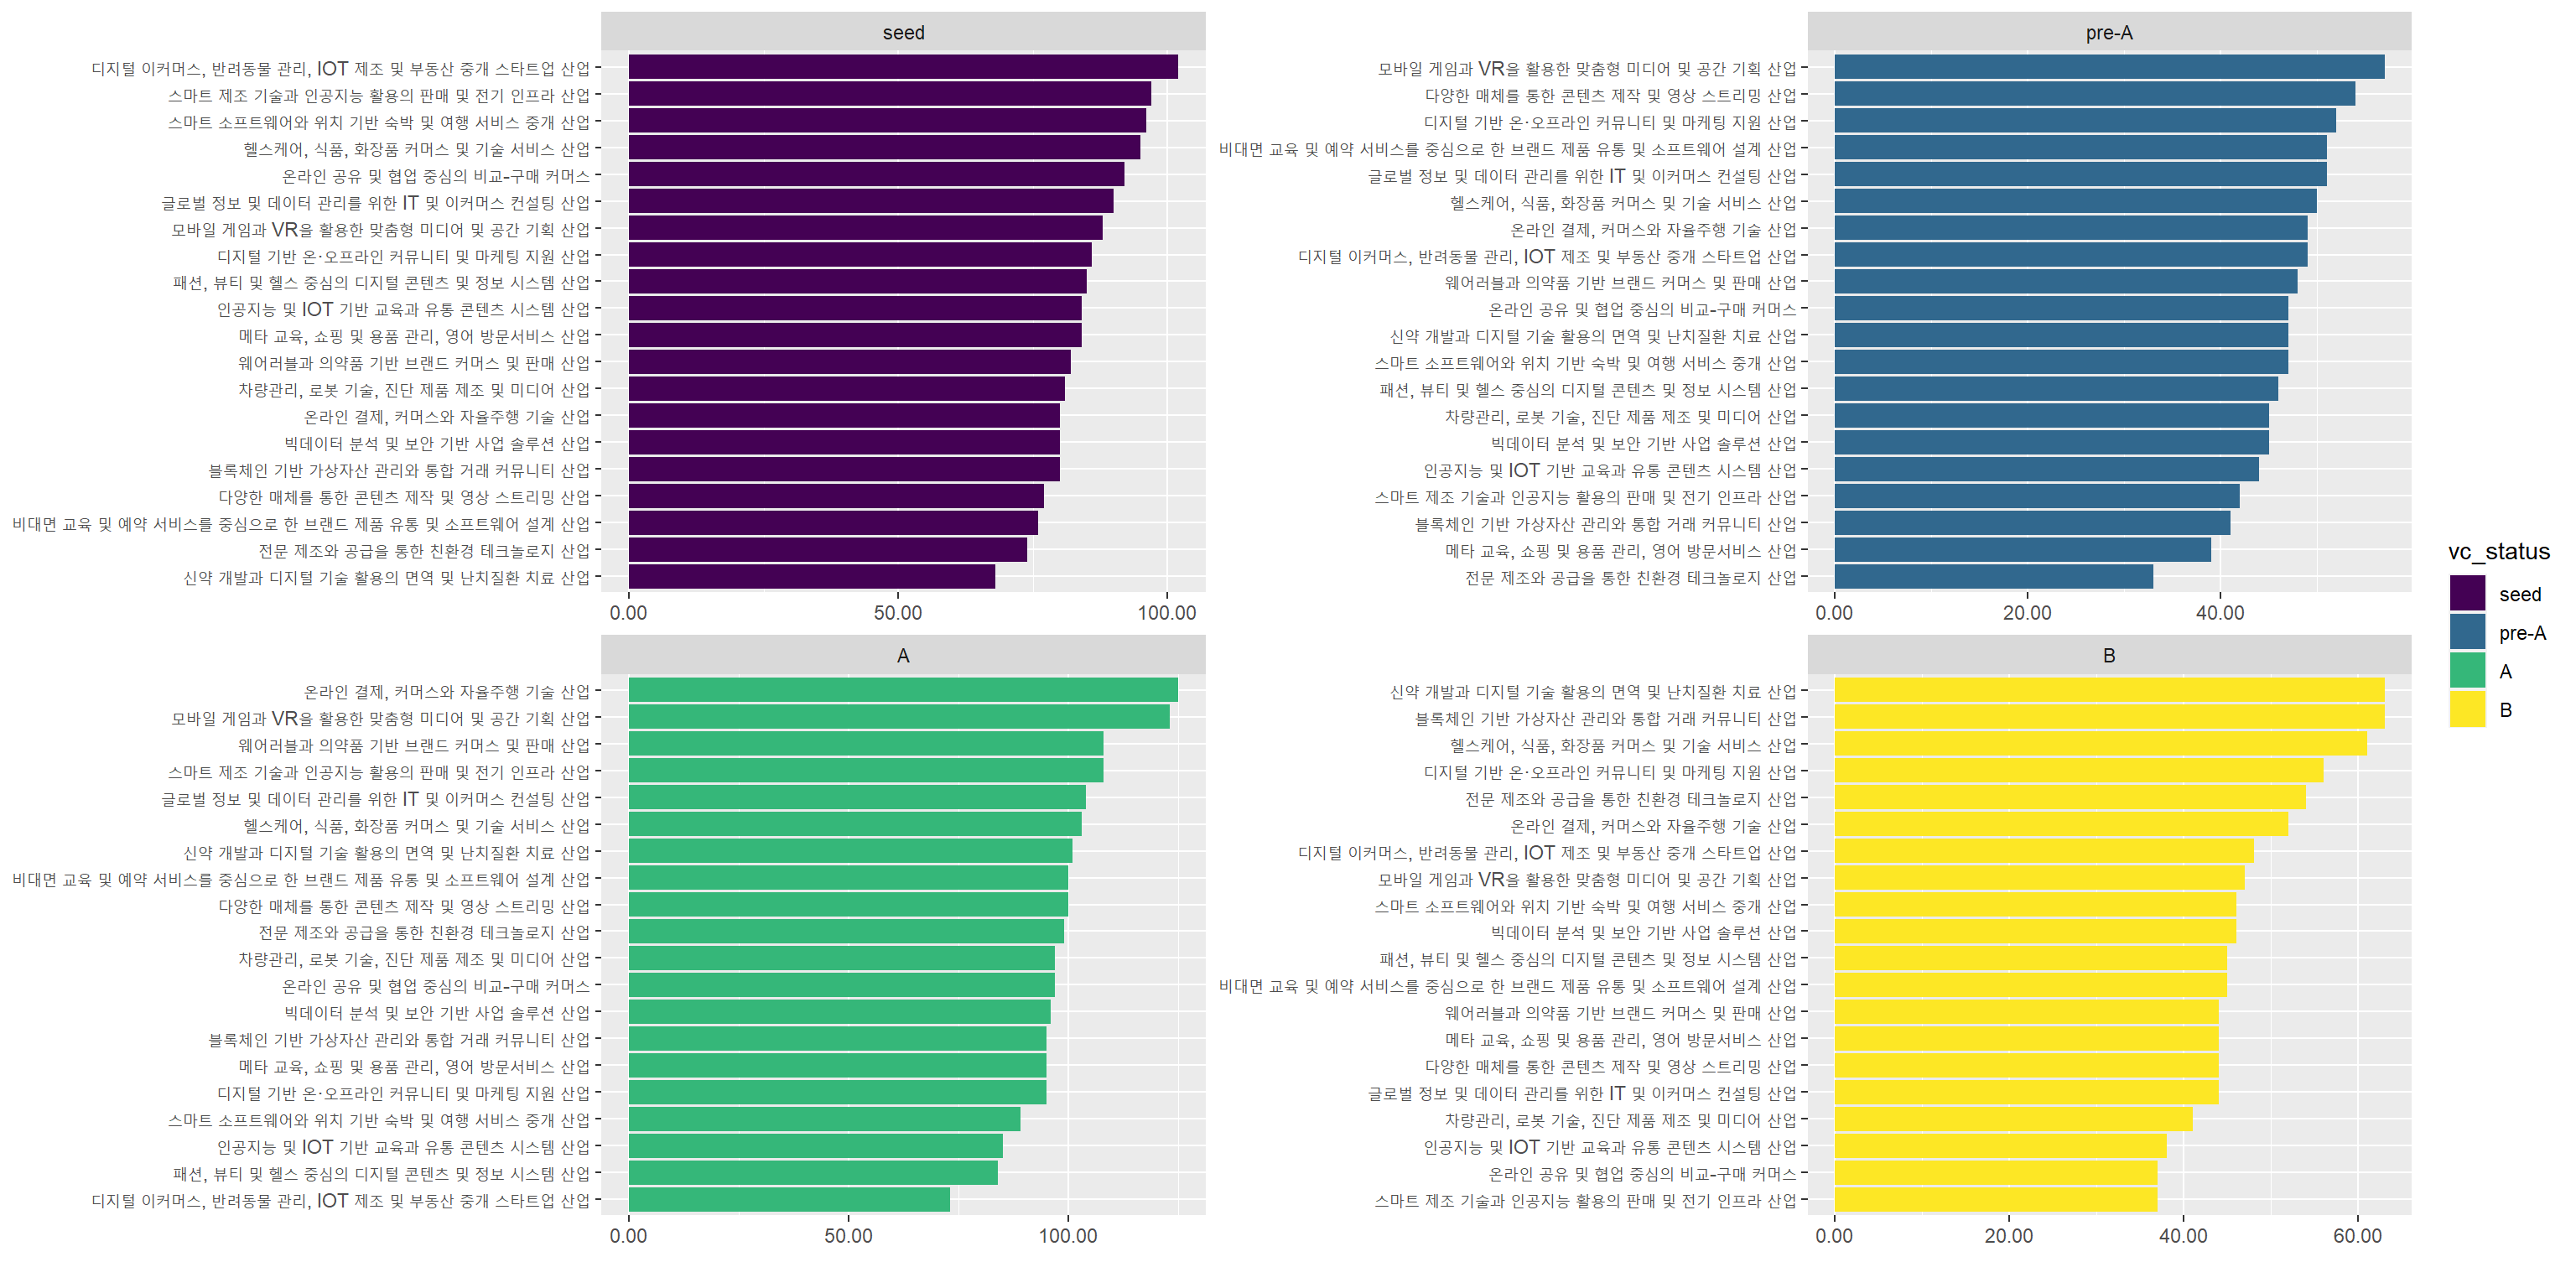 seed
디지털 이커머스, 반려동물 관리, IOT 제조 및 부동산 중개 스타트업 산업
스마트 제조 기술과 인공지능 활용의 판매 및 전기 인프라 산업
스마트 소프트웨어와 위치 기반 숙박 및 여행 서비스 중개 산업
헬스케어, 식품, 화장품 커머스 및 기술 서비스 산업
온라인 공유 및 협업 중심의 비교-구매 커머스
글로벌 정보 및 데이터 관리를 위한 IT 및 이커머스 컨설팅 산업
모바일 게임과 VR을 활용한 맞춤형 미디어 및 공간 기획 산업
디지털 기반 온·오프라인 커뮤니티 및 마케팅 지원 산업
패션, 뷰티 및 헬스 중심의 디지털 콘텐츠 및 정보 시스템 산업
인공지능 및 IOT 기반 교육과 유통 콘텐츠 시스템 산업
메타 교육, 쇼핑 및 용품 관리, 영어 방문서비스 산업
웨어러블과 의약품 기반 브랜드 커머스 및 판매 산업
차량관리, 로봇 기술, 진단 제품 제조 및 미디어 산업
온라인 결제, 커머스와 자율주행 기술 산업
빅데이터 분석 및 보안 기반 사업 솔루션 산업
블록체인 기반 가상자산 관리와 통합 거래 커뮤니티 산업
다양한 매체를 통한 콘텐츠 제작 및 영상 스트리밍 산업
비대면 교육 및 예약 서비스를 중심으로 한 브랜드 제품 유통 및 소프트웨어 설계 산업
전문 제조와 공급을 통한 친환경 테크놀로지 산업
신약 개발과 디지털 기술 활용의 면역 및 난치질환 치료 산업
0.00 50.00 100.00
pre-A
모바일 게임과 VR을 활용한 맞춤형 미디어 및 공간 기획 산업
다양한 매체를 통한 콘텐츠 제작 및 영상 스트리밍 산업
디지털 기반 온·오프라인 커뮤니티 및 마케팅 지원 산업
비대면 교육 및 예약 서비스를 중심으로 한 브랜드 제품 유통 및 소프트웨어 설계 산업
글로벌 정보 및 데이터 관리를 위한 IT 및 이커머스 컨설팅 산업
헬스케어, 식품, 화장품 커머스 및 기술 서비스 산업
온라인 결제, 커머스와 자율주행 기술 산업
디지털 이커머스, 반려동물 관리, IOT 제조 및 부동산 중개 스타트업 산업
웨어러블과 의약품 기반 브랜드 커머스 및 판매 산업
온라인 공유 및 협업 중심의 비교-구매 커머스
신약 개발과 디지털 기술 활용의 면역 및 난치질환 치료 산업
스마트 소프트웨어와 위치 기반 숙박 및 여행 서비스 중개 산업
패션, 뷰티 및 헬스 중심의 디지털 콘텐츠 및 정보 시스템 산업
차량관리, 로봇 기술, 진단 제품 제조 및 미디어 산업
빅데이터 분석 및 보안 기반 사업 솔루션 산업
인공지능 및 IOT 기반 교육과 유통 콘텐츠 시스템 산업
스마트 제조 기술과 인공지능 활용의 판매 및 전기 인프라 산업
블록체인 기반 가상자산 관리와 통합 거래 커뮤니티 산업
메타 교육, 쇼핑 및 용품 관리, 영어 방문서비스 산업
전문 제조와 공급을 통한 친환경 테크놀로지 산업
0.00 20.00 40.00
A
온라인 결제, 커머스와 자율주행 기술 산업
모바일 게임과 VR을 활용한 맞춤형 미디어 및 공간 기획 산업
웨어러블과 의약품 기반 브랜드 커머스 및 판매 산업
스마트 제조 기술과 인공지능 활용의 판매 및 전기 인프라 산업
글로벌 정보 및 데이터 관리를 위한 IT 및 이커머스 컨설팅 산업
헬스케어, 식품, 화장품 커머스 및 기술 서비스 산업
신약 개발과 디지털 기술 활용의 면역 및 난치질환 치료 산업
비대면 교육 및 예약 서비스를 중심으로 한 브랜드 제품 유통 및 소프트웨어 설계 산업
다양한 매체를 통한 콘텐츠 제작 및 영상 스트리밍 산업
전문 제조와 공급을 통한 친환경 테크놀로지 산업
차량관리, 로봇 기술, 진단 제품 제조 및 미디어 산업
온라인 공유 및 협업 중심의 비교-구매 커머스
빅데이터 분석 및 보안 기반 사업 솔루션 산업
블록체인 기반 가상자산 관리와 통합 거래 커뮤니티 산업
메타 교육, 쇼핑 및 용품 관리, 영어 방문서비스 산업
디지털 기반 온·오프라인 커뮤니티 및 마케팅 지원 산업
스마트 소프트웨어와 위치 기반 숙박 및 여행 서비스 중개 산업
인공지능 및 IOT 기반 교육과 유통 콘텐츠 시스템 산업
패션, 뷰티 및 헬스 중심의 디지털 콘텐츠 및 정보 시스템 산업
디지털 이커머스, 반려동물 관리, IOT 제조 및 부동산 중개 스타트업 산업
0.00 50.00 100.00
B
신약 개발과 디지털 기술 활용의 면역 및 난치질환 치료 산업
블록체인 기반 가상자산 관리와 통합 거래 커뮤니티 산업
헬스케어, 식품, 화장품 커머스 및 기술 서비스 산업
디지털 기반 온·오프라인 커뮤니티 및 마케팅 지원 산업
전문 제조와 공급을 통한 친환경 테크놀로지 산업
온라인 결제, 커머스와 자율주행 기술 산업
디지털 이커머스, 반려동물 관리, IOT 제조 및 부동산 중개 스타트업 산업
모바일 게임과 VR을 활용한 맞춤형 미디어 및 공간 기획 산업
스마트 소프트웨어와 위치 기반 숙박 및 여행 서비스 중개 산업
빅데이터 분석 및 보안 기반 사업 솔루션 산업
패션, 뷰티 및 헬스 중심의 디지털 콘텐츠 및 정보 시스템 산업
비대면 교육 및 예약 서비스를 중심으로 한 브랜드 제품 유통 및 소프트웨어 설계 산업
웨어러블과 의약품 기반 브랜드 커머스 및 판매 산업
메타 교육, 쇼핑 및 용품 관리, 영어 방문서비스 산업
다양한 매체를 통한 콘텐츠 제작 및 영상 스트리밍 산업
글로벌 정보 및 데이터 관리를 위한 IT 및 이커머스 컨설팅 산업
차량관리, 로봇 기술, 진단 제품 제조 및 미디어 산업
인공지능 및 IOT 기반 교육과 유통 콘텐츠 시스템 산업
온라인 공유 및 협업 중심의 비교-구매 커머스
스마트 제조 기술과 인공지능 활용의 판매 및 전기 인프라 산업
0.00 20.00 40.00 60.00
vc_status
seed
pre-A
A
B